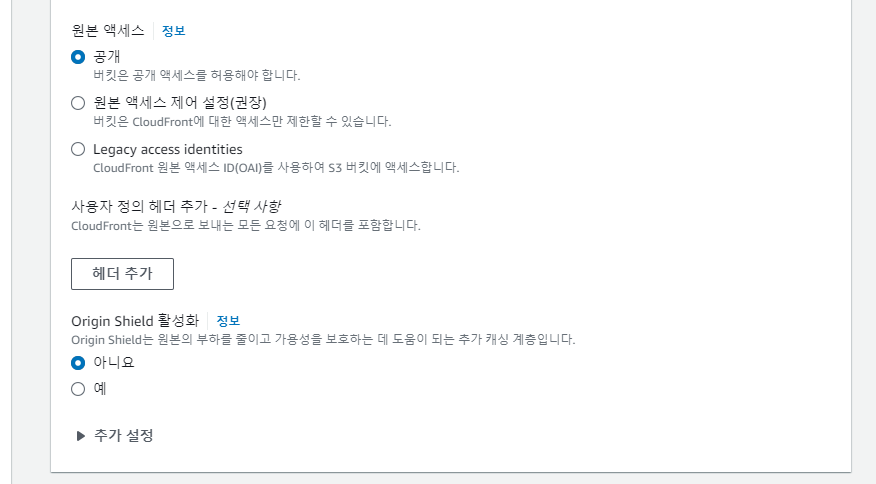 원본 액세스 정보
공개
버킷은 공개 액세스를 허용해야 합니다.
원본 액세스 제어 설정(권장)
버킷은 CloudFront에 대한 액세스만 제한할 수 있습니다.
Legacy access identities
CloudFront 원본 액세스 ID(OAI)를 사용하여 S3 버킷에 액세스합니다.
사용자 정의 헤더 추가 - 선택 사항
CloudFront는 원본으로 보내는 모든 요청에 이 헤더를 포함합니다.
헤더 추가
Origin Shield 활성화 정보
Origin Shield는 원본의 부하를 줄이고 가용성을 보호하는 데 도움이 되는 추가 캐싱 계층입니다.
아니요
예
추가 설정